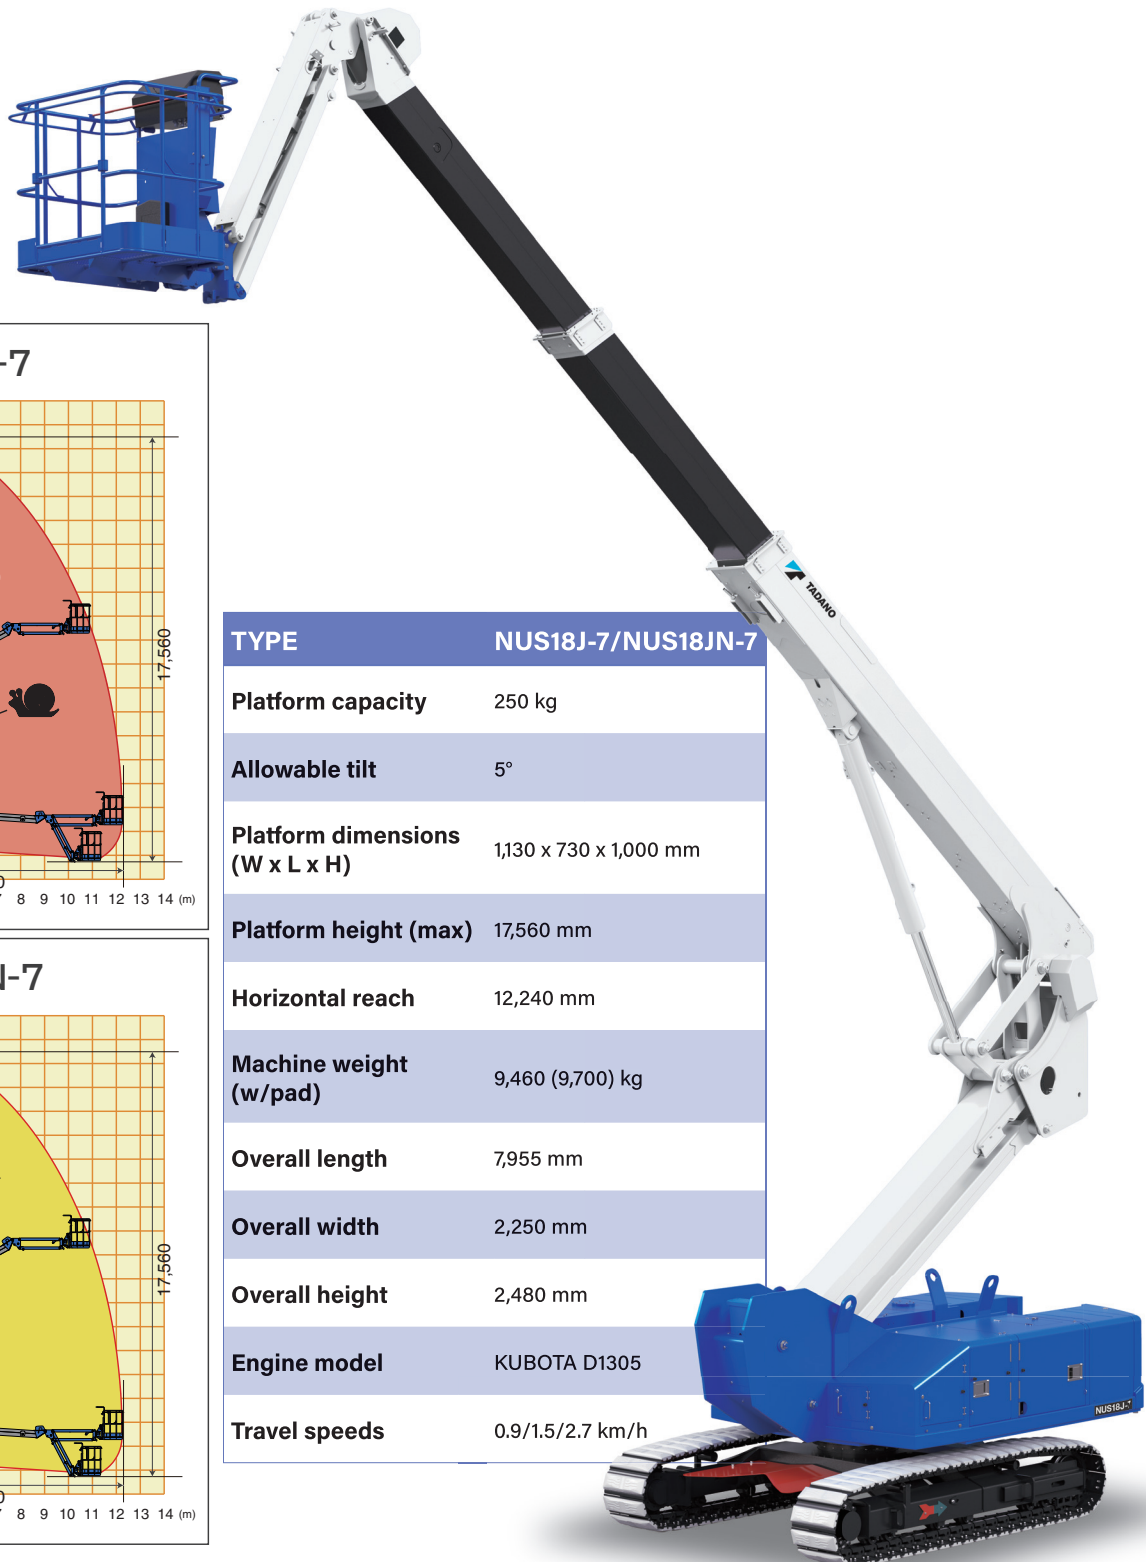 -7
17,560
8 9 10 11 12 13 14 (m)
N-7
17,560
8 9 10 11 12 13 14 (m)
TYPE NUS18J-7/NUS18JN-7
Platform capacity 250 kg
Allowable tilt 5°
Platform dimensions
(W x L x H) 1,130 x 730 x 1,000 mm
Platform height (max) 17,560 mm
Horizontal reach 12,240 mm
Machine weight
(w/pad) 9,460 (9,700) kg
Overall length 7,955 mm
Overall width 2,250 mm
Overall height 2,480 mm
Engine model KUBOTA D1305
Travel speeds 0.9/1.5/2.7 km/h
TADANO
NUS18J-7